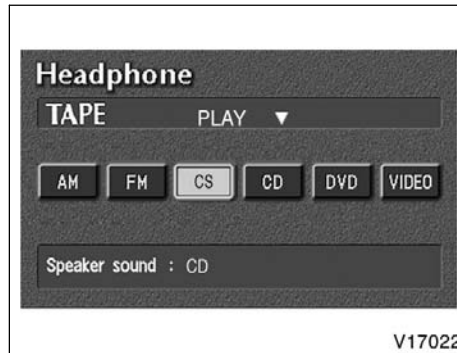 Headphone
TAPE PLAY ▼
AM FM CS CD DVD VIDEO
Speaker sound : CD
V17022